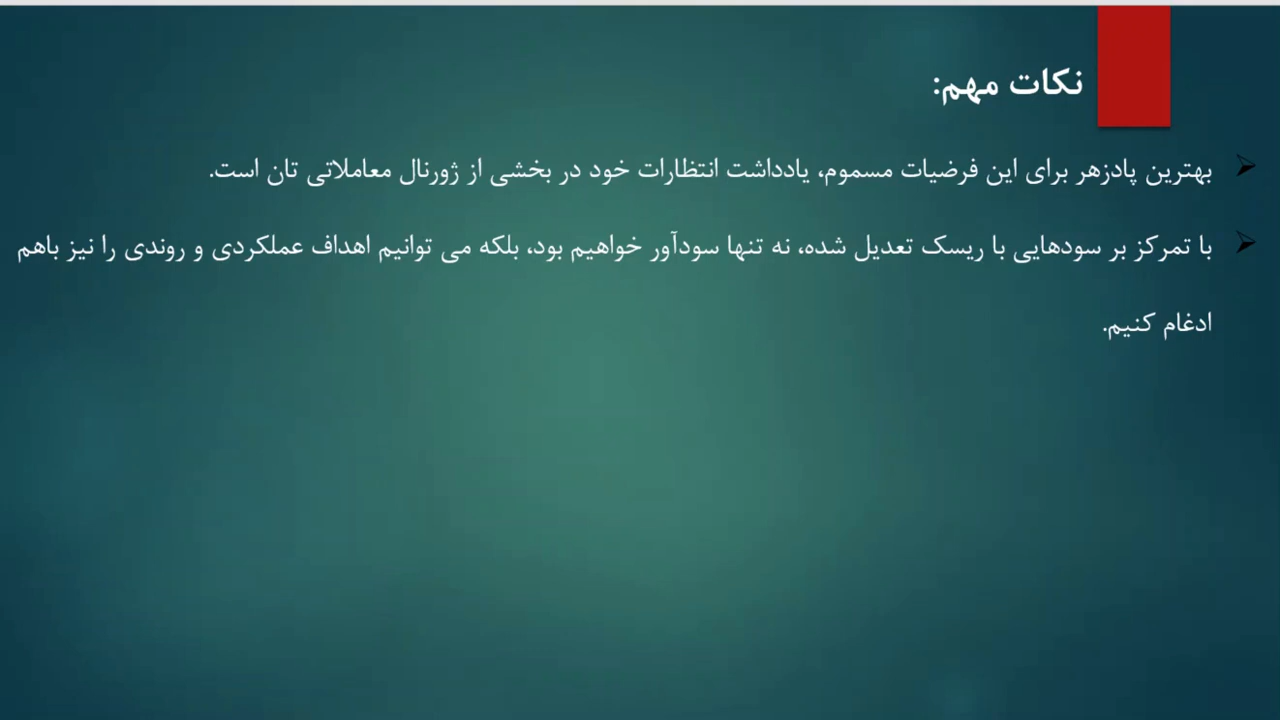 نکات مهم:
بهترین پادزهر برای این فرضیات مسموم، یادداشت انتظارات خود در بخشی از ژورنال معاملاتی تان است.
با تمرکز بر سودهایی با ریسک تعدیل شده، نه تنها سودآور خواهیم بود، بلکه می توانیم اهداف عملکردی و روندی را نیز باهم
ادغام کنیم.